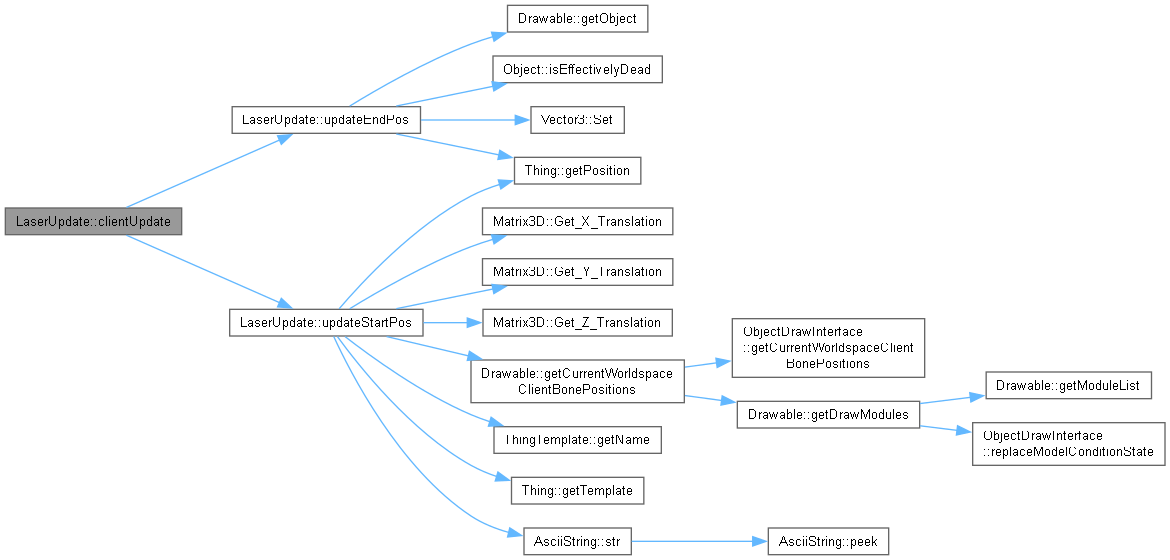 Drawable::getObject
Object::isEffectivelyDead
LaserUpdate::updateEndPos
Vector3::Set
Thing::getPosition
LaserUpdate::clientUpdate
Matrix3D::Get_X_Translation
Matrix3D::Get_Y_Translation
LaserUpdate::updateStartPos
Matrix3D::Get_Z_Translation
ObjectDrawInterface
::getCurrentWorldspaceClient
BonePositions
Drawable::getCurrentWorldspace
ClientBonePositions
Drawable::getModuleList
Drawable::getDrawModules
ObjectDrawInterface
::replaceModelConditionState
ThingTemplate::getName
Thing::getTemplate
AsciiString::str
AsciiString::peek